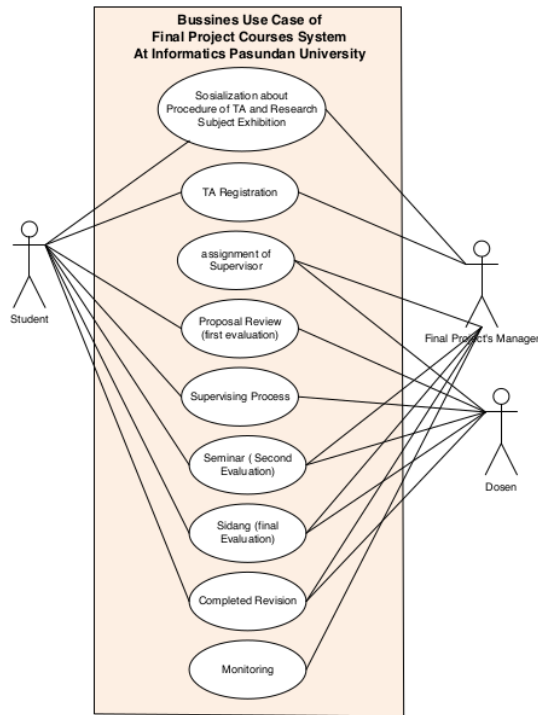 Bussines Use Case of
Final Project Courses System
At Informatics Pasundan University
Sosialization about
Procedure of TA and Research
Subject Exhibition
TA Registration
assignment of
Supervisor
Student
Proposal Review
(first evaluation)
Final Project's Manager
Supervising Process
Seminar ( Second
Evaluation)
Dosen
Sidang (final
Evaluation)
Completed Revision
Monitoring